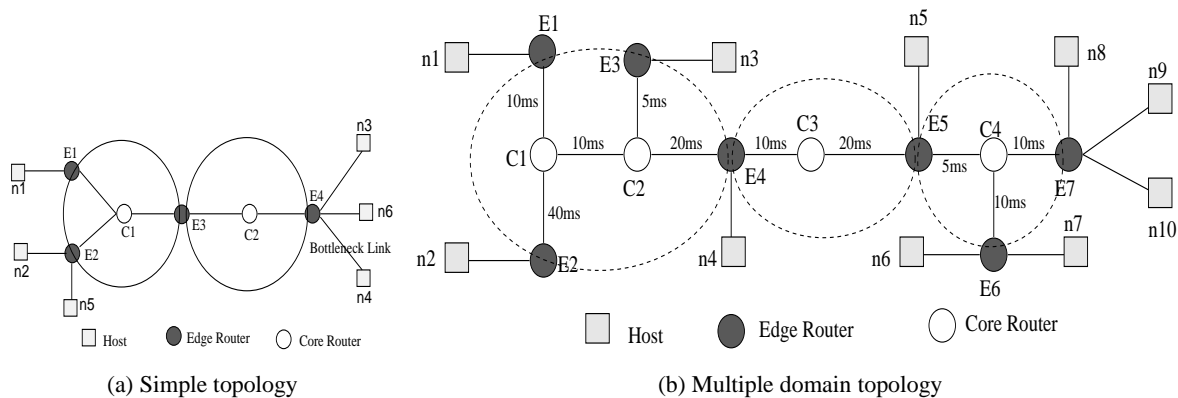 n1
E1
E2
n2
n5
C1
E3
C2
E4
n3
n6
Bottleneck Link
n4
Host
Edge Router
Core Router
(a) Simple topology
E1
n1
E3
n3
n5
n8
n9
10ms
5ms
C1
10ms
C2
20ms
E4
10ms
C3
20ms
E5
5ms
C4
10ms
E7
40ms
10ms
n10
n2
E2
n4
n6
E6
n7
Host
Edge Router
Core Router
(b) Multiple domain topology